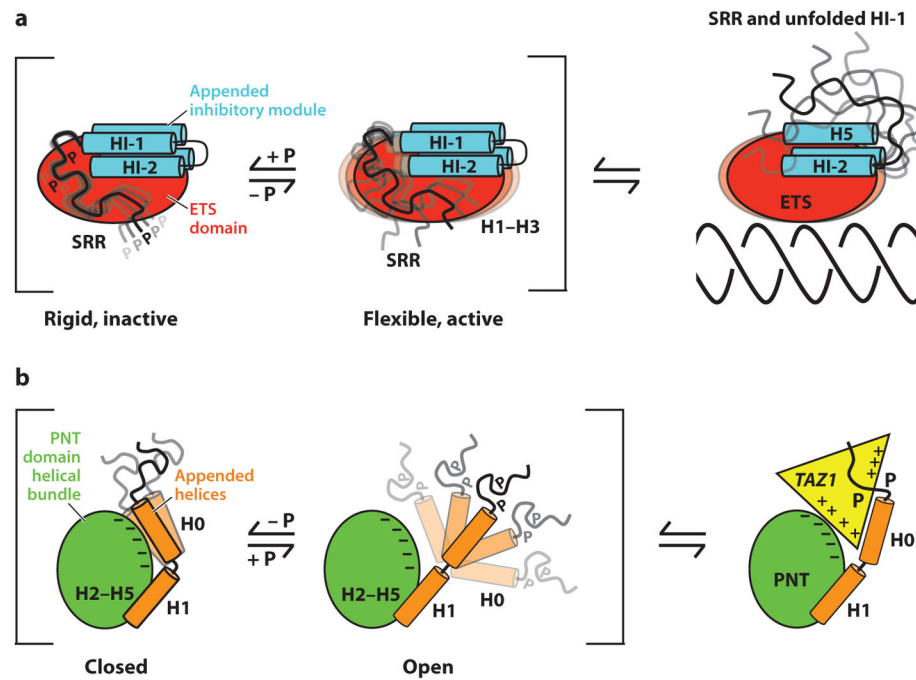 a
SRR and unfolded HI-1
Appended
inhibitory module
HI-1
HI-2
P
P
P P P P P
SRR
ETS
domain
+ P
– P
HI-1
HI-2
H1–H3
SRR
H5
HI-2
ETS
Rigid, inactive
Flexible, active
b
PNT
domain
helical
bundle
Appended
helices
H0
– – – – –
H2–H5
H1
– P
+ P
P P P P P
P P P P P
– – – – –
H2–H5
H1
H0
TAZ1
+ + + +
+ + + +
P
P
H0
– – – – –
PNT
H1
Closed
Open